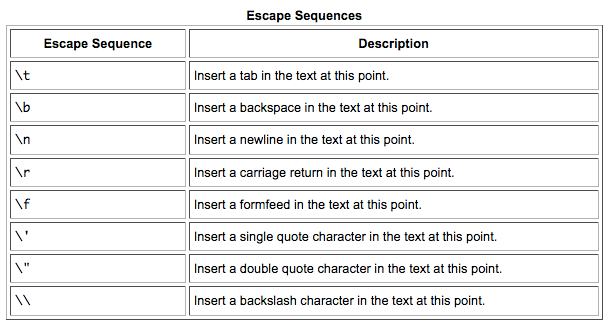 Escape Sequences
Escape Sequence Description
\t Insert a tab in the text at this point.
\b Insert a backspace in the text at this point.
\n Insert a newline in the text at this point.
\r Insert a carriage return in the text at this point.
\f Insert a formfeed in the text at this point.
\' Insert a single quote character in the text at this point.
\" Insert a double quote character in the text at this point.
\\ Insert a backslash character in the text at this point.